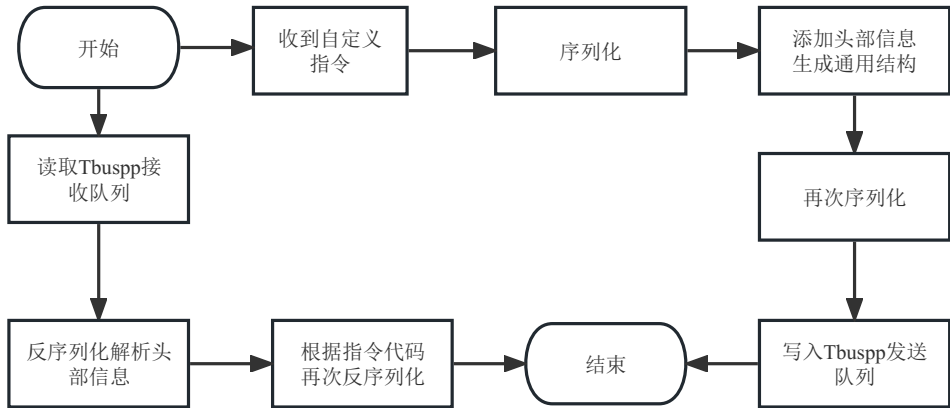 开始
收到自定义
指令
序列化
添加头部信息
生成通用结构
读取Tbuspp接
收队列
再次序列化
反序列化解析头
部信息
根据指令代码
再次反序列化
结束
写入Tbuspp发送
队列